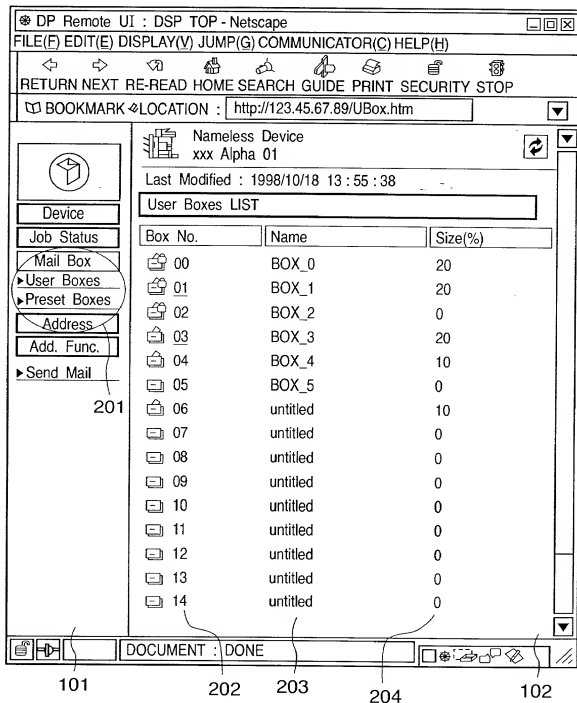 DP Remote UI : DSP TOP - Netscape
FILE(F) EDIT(E) DISPLAY(V) JUMP(G) COMMUNICATOR(C) HELP(H)
RETURN NEXT RE-READ HOME SEARCH GUIDE PRINT SECURITY STOP
BOOKMARK LOCATION : http://123.45.67.89/UBox.htm
Device
Job Status
Mail Box
▶User Boxes
▶Preset Boxes
Address
Add. Func.
▶Send Mail
201
Nameless Device
xxx Alpha 01
Last Modified : 1998/10/18 13 : 55 : 38
User Boxes LIST
Box No. Name Size(%)
00 BOX_0 20
01 BOX_1 20
02 BOX_2 0
03 BOX_3 20
04 BOX_4 10
05 BOX_5 0
06 untitled 10
07 untitled 0
08 untitled 0
09 untitled 0
10 untitled 0
11 untitled 0
12 untitled 0
13 untitled 0
14 untitled 0
DOCUMENT : DONE
101 202 203 204 102